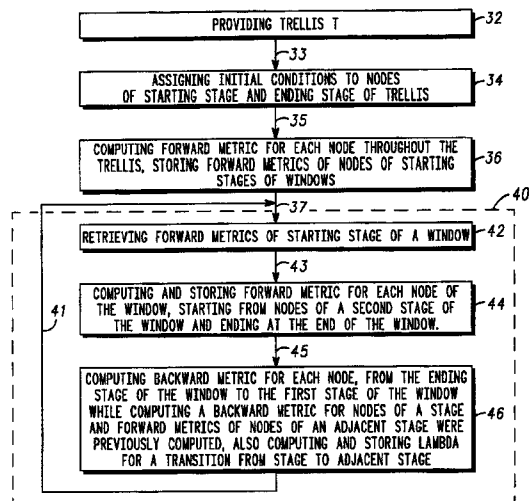 PROVIDING TRELLIS T
32
33
ASSIGNING INITIAL CONDITIONS TO NODES
OF STARTING STAGE AND ENDING STAGE OF TRELLIS
34
35
COMPUTING FORWARD METRIC FOR EACH NODE THROUGHOUT THE
TRELLIS, STORING FORWARD METRICS OF NODES OF STARTING
STAGES OF WINDOWS
36
37
40
RETRIEVING FORWARD METRICS OF STARTING STAGE OF A WINDOW
42
43
41
COMPUTING AND STORING FORWARD METRIC FOR EACH NODE OF
THE WINDOW, STARTING FROM NODES OF A SECOND STAGE OF
THE WINDOW AND ENDING AT THE END OF THE WINDOW.
44
45
COMPUTING BACKWARD METRIC FOR EACH NODE, FROM THE ENDING
STAGE OF THE WINDOW TO THE FIRST STAGE OF THE WINDOW
WHILE COMPUTING A BACKWARD METRIC FOR NODES OF A STAGE
AND FORWARD METRICS OF NODES OF AN ADJACENT STAGE WERE
PREVIOUSLY COMPUTED, ALSO COMPUTING AND STORING LAMBDA
FOR A TRANSITION FROM STAGE TO ADJACENT STAGE
46